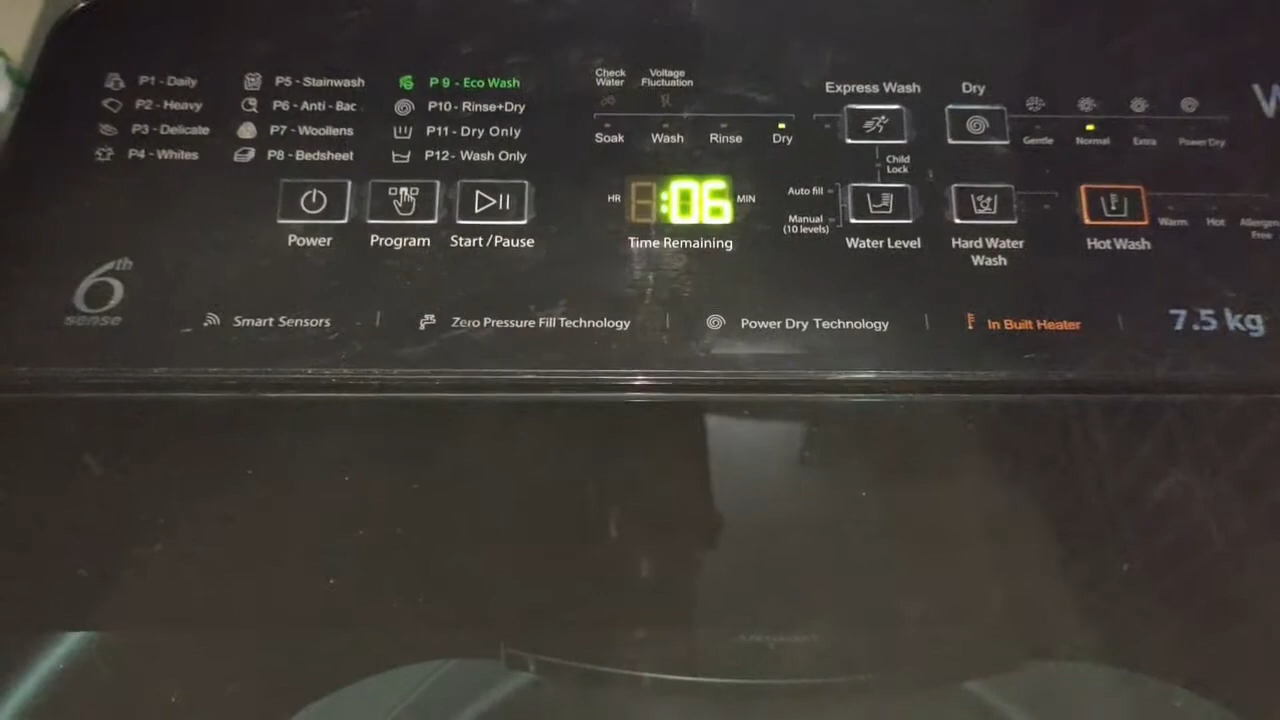 P1 - Daily
P2 - Heavy
P3 - Delicate
P4 - Whites
P5 - Stainwash
P6 - Anti - Bac
P7 - Woollens
P8 - Bedsheet
P 9 - Eco Wash
P10 - Rinse+Dry
P11 - Dry Only
P12 - Wash Only
Power
Program
Start /Pause
Check
Water
Voltage
Fluctuation
Soak
Wash
Rinse
Dry
HR
:06
MIN
Time Remaining
Express Wash
Dry
Child
Lock
Gentle
Normal
Extra
Power Dry
Auto fill
Manual
(10 levels)
Water Level
Hard Water
Wash
Hot Wash
Warm
Hot
Allergen
Free
6th
sense
Smart Sensors
Zero Pressure Fill Technology
Power Dry Technology
In Built Heater
7.5 kg
W